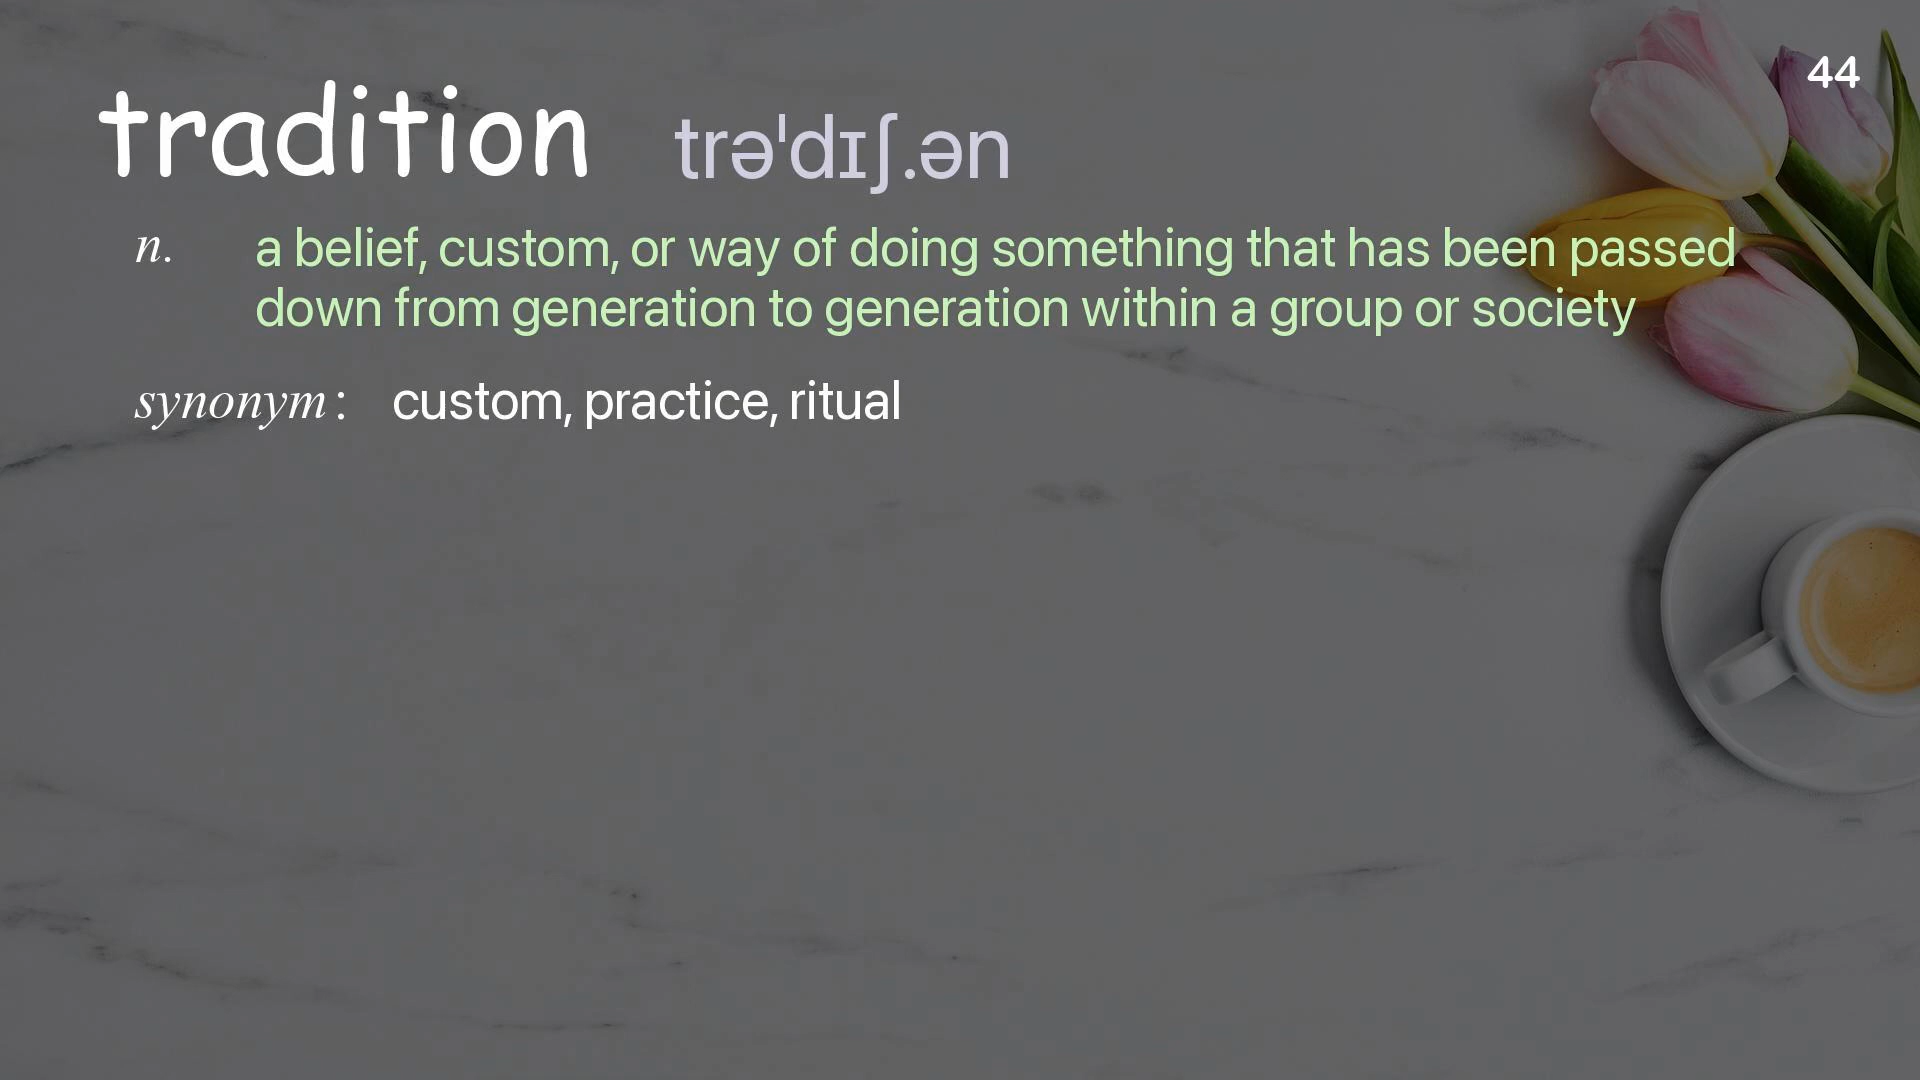 44
tradition trəˈdɪʃ.ən
n. a belief, custom, or way of doing something that has been passed
down from generation to generation within a group or society
synonym: custom, practice, ritual